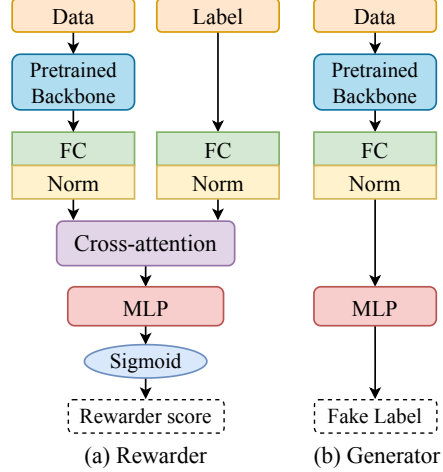 Data
Label
Pretrained
Backbone
FC
Norm
FC
Norm
Cross-attention
MLP
Sigmoid
Rewarder score
(a) Rewarder
Data
Pretrained
Backbone
FC
Norm
MLP
Fake Label
(b) Generator